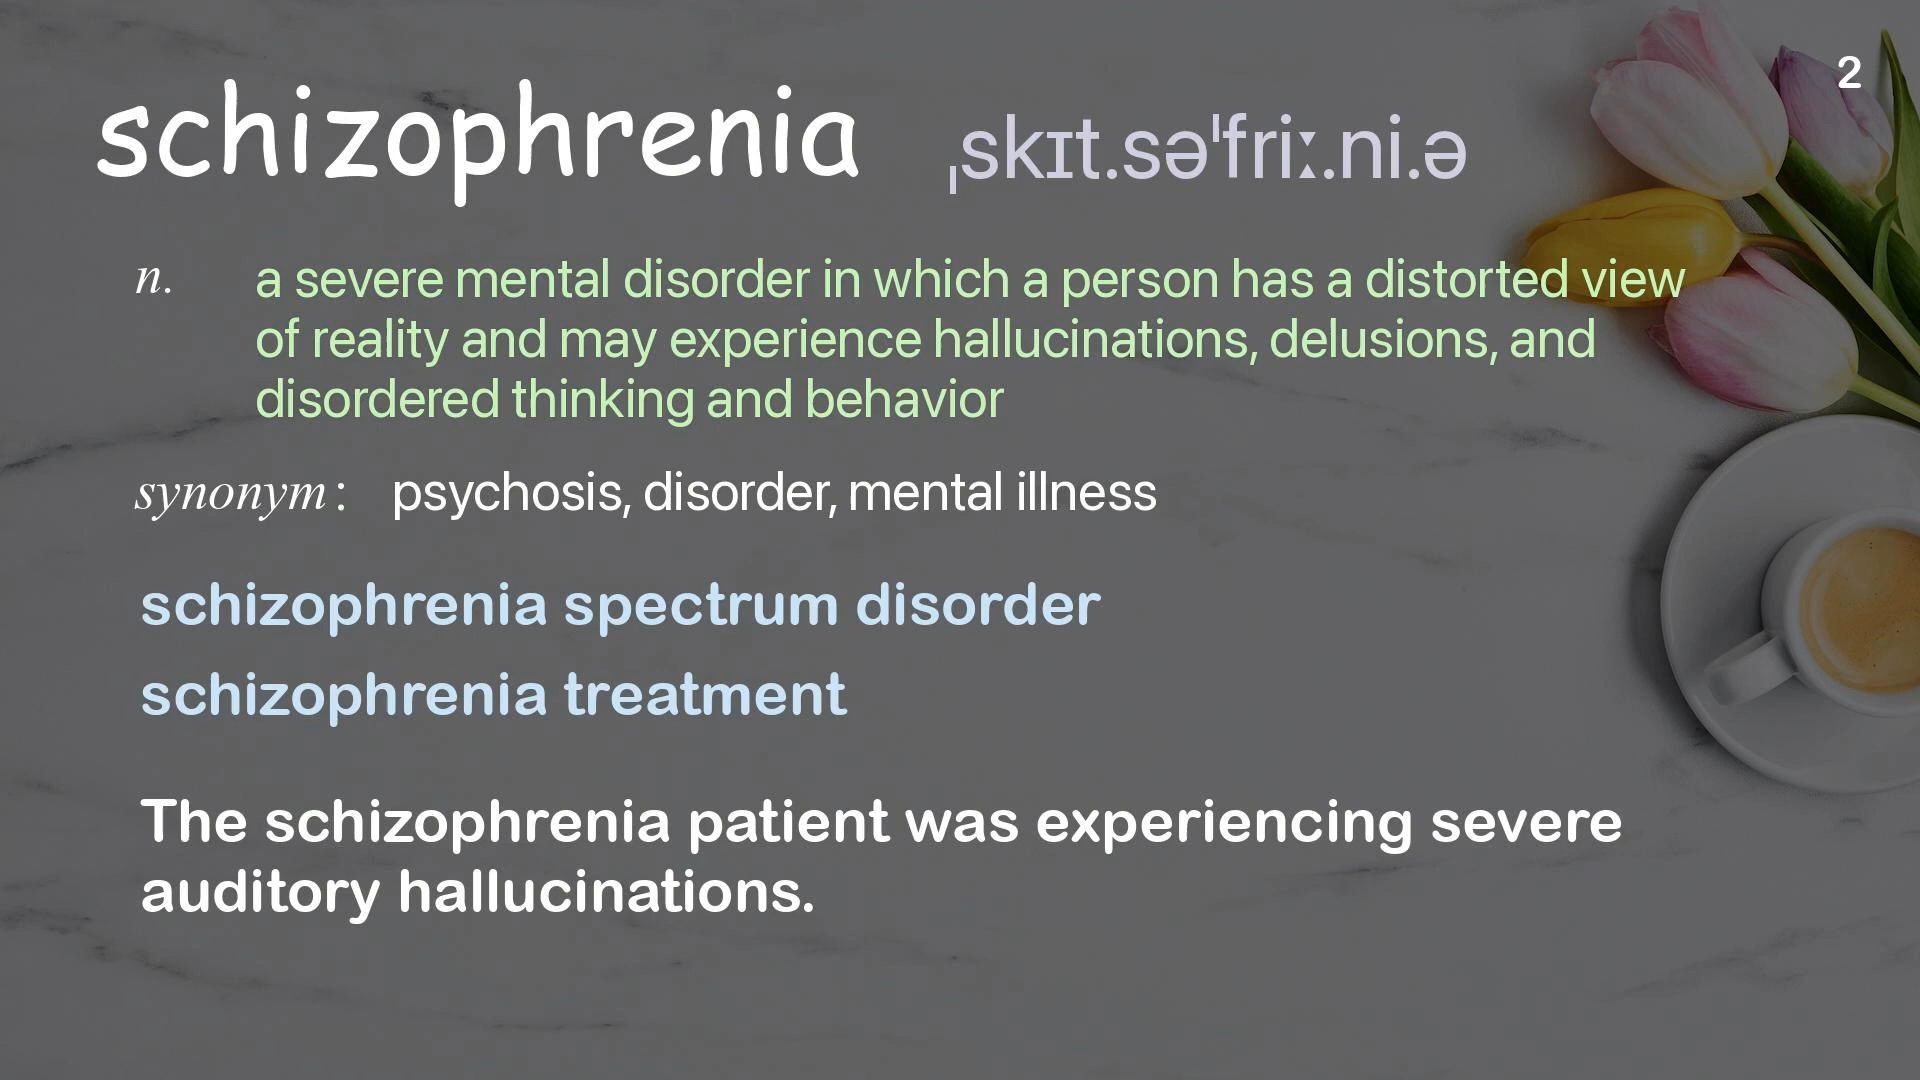 2
schizophrenia ˌskɪt.səˈfriː.ni.ə
n. a severe mental disorder in which a person has a distorted view
of reality and may experience hallucinations, delusions, and
disordered thinking and behavior
synonym: psychosis, disorder, mental illness
schizophrenia spectrum disorder
schizophrenia treatment
The schizophrenia patient was experiencing severe
auditory hallucinations.